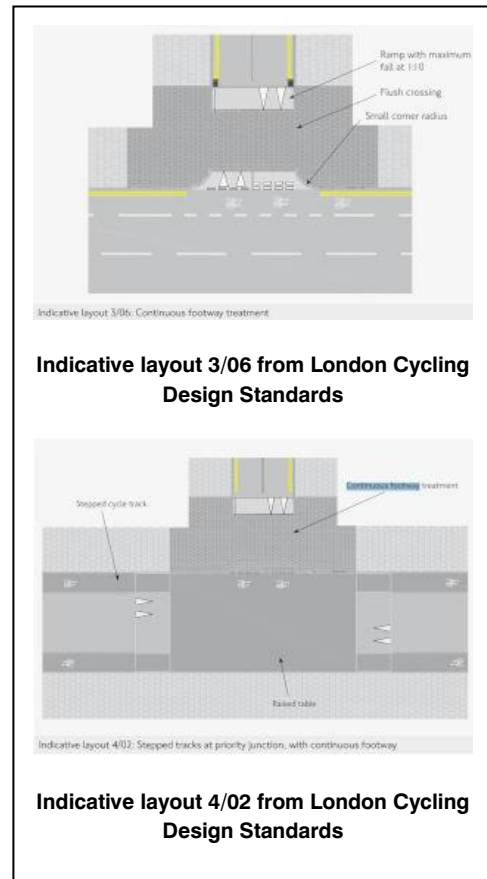 Ramp with maximum
fall at 1:10
Flush crossing
Small corner radius
Indicative layout 3/06: Continuous footway treatment
Indicative layout 3/06 from London Cycling
Design Standards
Continuous footway treatment
Stepped cycle track
Raised table
Indicative layout 4/02: Stepped tracks at priority junction, with continuous footway
Indicative layout 4/02 from London Cycling
Design Standards